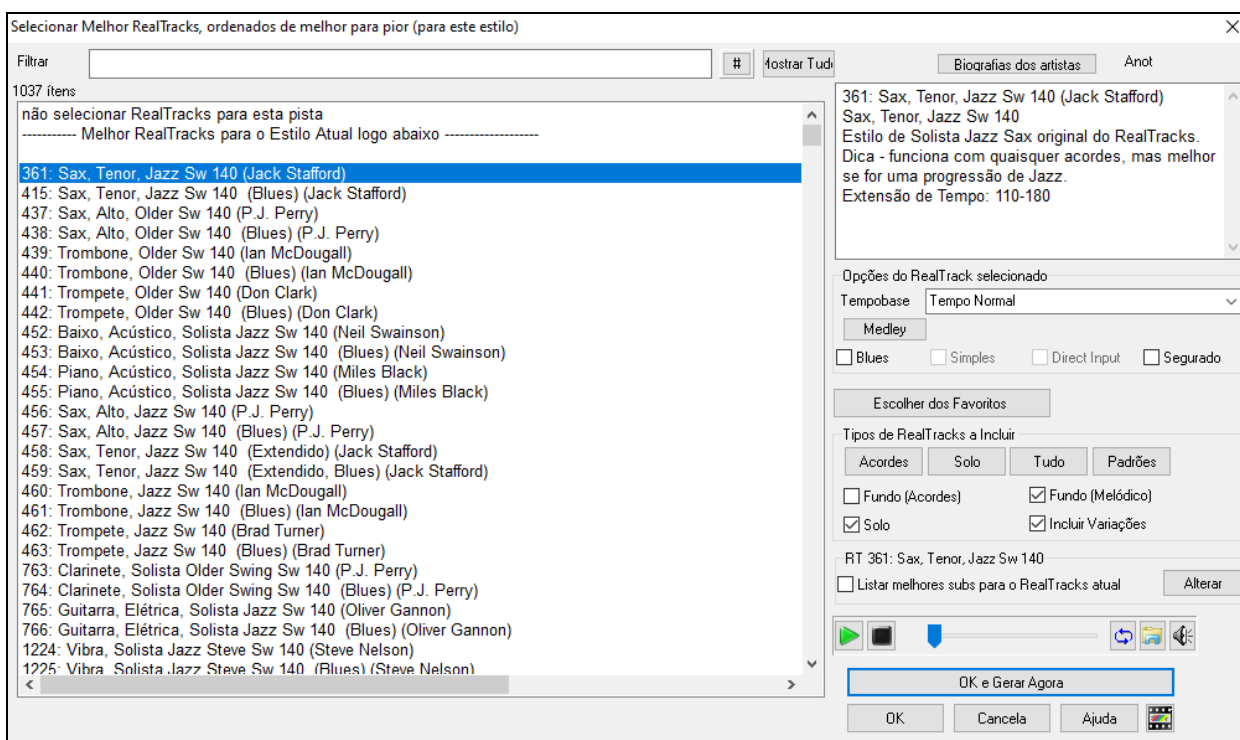 Selecionar Melhor RealTracks, ordenados de melhor para pior (para este estilo)
Filtrar
#
Mostrar Tud
Biografias dos artistas
Anot
1037 ítens
não selecionar RealTracks para esta pista
----------- Melhor RealTracks para o Estilo Atual logo abaixo -------------------
361: Sax, Tenor, Jazz Sw 140 (Jack Stafford)
415: Sax, Tenor, Jazz Sw 140 (Blues) (Jack Stafford)
437: Sax, Alto, Older Sw 140 (P.J. Perry)
438: Sax, Alto, Older Sw 140 (Blues) (P.J. Perry)
439: Trombone, Older Sw 140 (Ian McDougall)
440: Trombone, Older Sw 140 (Blues) (Ian McDougall)
441: Trompete, Older Sw 140 (Don Clark)
442: Trompete, Older Sw 140 (Blues) (Don Clark)
452: Baixo, Acústico, Solista Jazz Sw 140 (Neil Swainson)
453: Baixo, Acústico, Solista Jazz Sw 140 (Blues) (Neil Swainson)
454: Piano, Acústico, Solista Jazz Sw 140 (Miles Black)
455: Piano, Acústico, Solista Jazz Sw 140 (Blues) (Miles Black)
456: Sax, Alto, Jazz Sw 140 (P.J. Perry)
457: Sax, Alto, Jazz Sw 140 (Blues) (P.J. Perry)
458: Sax, Tenor, Jazz Sw 140 (Extendido) (Jack Stafford)
459: Sax, Tenor, Jazz Sw 140 (Extendido, Blues) (Jack Stafford)
460: Trombone, Jazz Sw 140 (Ian McDougall)
461: Trombone, Jazz Sw 140 (Blues) (Ian McDougall)
462: Trompete, Jazz Sw 140 (Brad Turner)
463: Trompete, Jazz Sw 140 (Blues) (Brad Turner)
763: Clarinete, Solista Older Swing Sw 140 (P.J. Perry)
764: Clarinete, Solista Older Swing Sw 140 (Blues) (P.J. Perry)
765: Guitarra, Elétrica, Solista Jazz Sw 140 (Oliver Gannon)
766: Guitarra, Elétrica, Solista Jazz Sw 140 (Blues) (Oliver Gannon)
1224: Vibra, Solista Jazz Steve Sw 140 (Steve Nelson)
1225: Vibra, Solista Jazz Steve Sw 140 (Blues) (Steve Nelson)
361: Sax, Tenor, Jazz Sw 140 (Jack Stafford)
Sax, Tenor, Jazz Sw 140
Estilo de Solista Jazz Sax original do RealTracks.
Dica - funciona com quaisquer acordes, mas melhor
se for uma progressão de Jazz.
Extensão de Tempo: 110-180
Opções do RealTrack selecionado
Tempobase Tempo Normal
Medley
Blues Simples Direct Input Segurado
Escolher dos Favoritos
Tipos de RealTracks a Incluir
Acordes Solo Tudo Padrões
Fundo (Acordes) Fundo (Melódico)
Solo Incluir Variações
RT 361: Sax, Tenor, Jazz Sw 140
Listar melhores subs para o RealTracks atual Alterar
OK e Gerar Agora
OK Cancela Ajuda